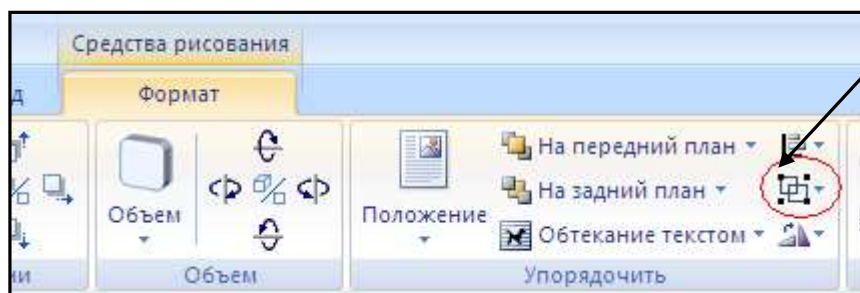 Средства рисования
Формат
Объем
Положение
На передний план
На задний план
Обтекание текстом
Объем
Упорядочить